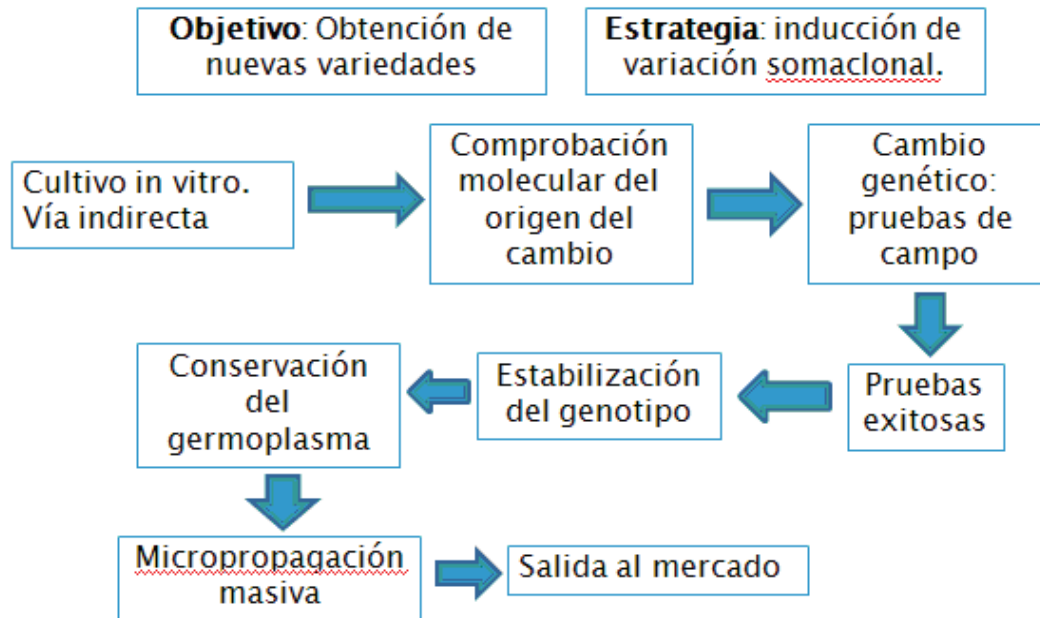 Objetivo: Obtención de
nuevas variedades
Estrategia: inducción de
variación somaclonal.
Cultivo in vitro.
Vía indirecta
Comprobación
molecular del
origen del
cambio
Cambio
genético:
pruebas de
campo
Pruebas
exitosas
Estabilización
del genotipo
Conservación
del
germoplasma
Micropropagación
masiva
Salida al mercado